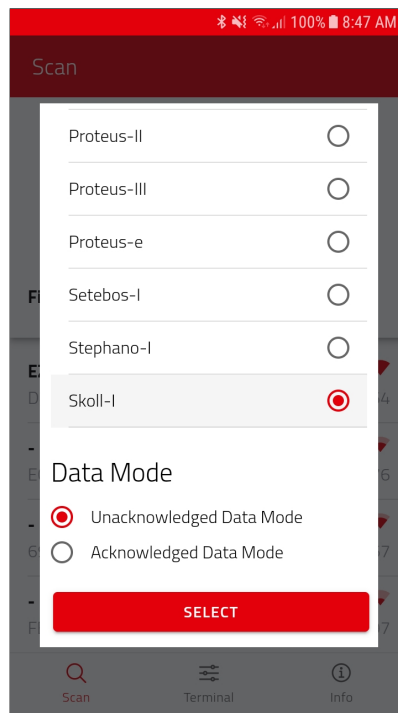 100% 8:47 AM
Scan
Proteus-II
Proteus-III
Proteus-e
Setebos-I
Stephano-I
Skoll-I
Data Mode
Unacknowledged Data Mode
Acknowledged Data Mode
SELECT
Scan Terminal Info